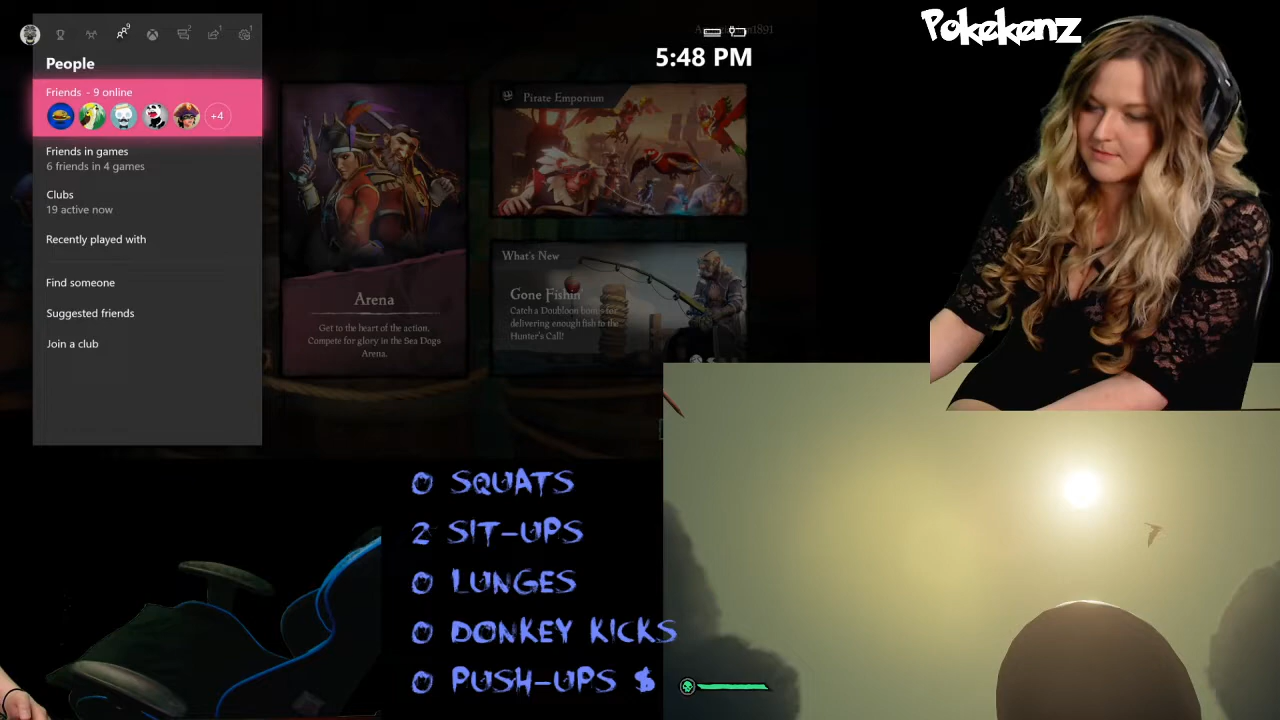 People
Friends - 9 online
+4
Friends in games
6 friends in 4 games
Clubs
19 active now
Recently played with
Find someone
Suggested friends
Join a club
9
2
1
1
5:48 PM
Pirate Emporium
Arena
Get to the heart of the action.
Compete for glory in the Sea Dogs
Arena.
What's New
Gone Fishin
Catch a Doubloon bonus for
delivering enough fish to the
Hunter's Call!
Pokekenz
0 SQUATS
2 SIT-UPS
0 LUNGES
0 DONKEY KICKS
0 PUSH-UPS $